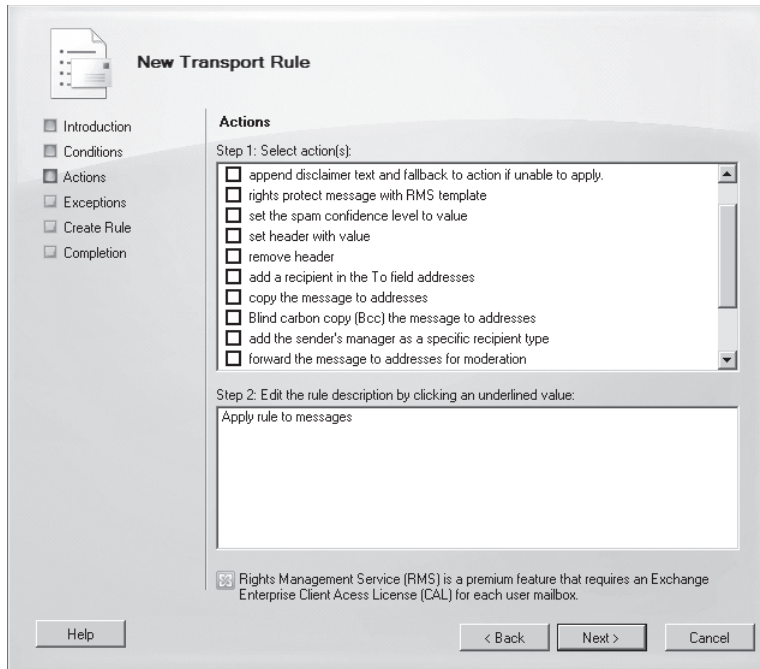 New Transport Rule
Introduction
Conditions
Actions
Exceptions
Create Rule
Completion
Actions
Step 1: Select action(s):
append disclaimer text and fallback to action if unable to apply.
rights protect message with RMS template
set the spam confidence level to value
set header with value
remove header
add a recipient in the To field addresses
copy the message to addresses
Blind carbon copy (Bcc) the message to addresses
add the sender's manager as a specific recipient type
forward the message to addresses for moderation
Step 2: Edit the rule description by clicking an underlined value:
Apply rule to messages
Rights Management Service (RMS) is a premium feature that requires an Exchange
Enterprise Client Acess License (CAL) for each user mailbox.
Help
< Back
Next >
Cancel